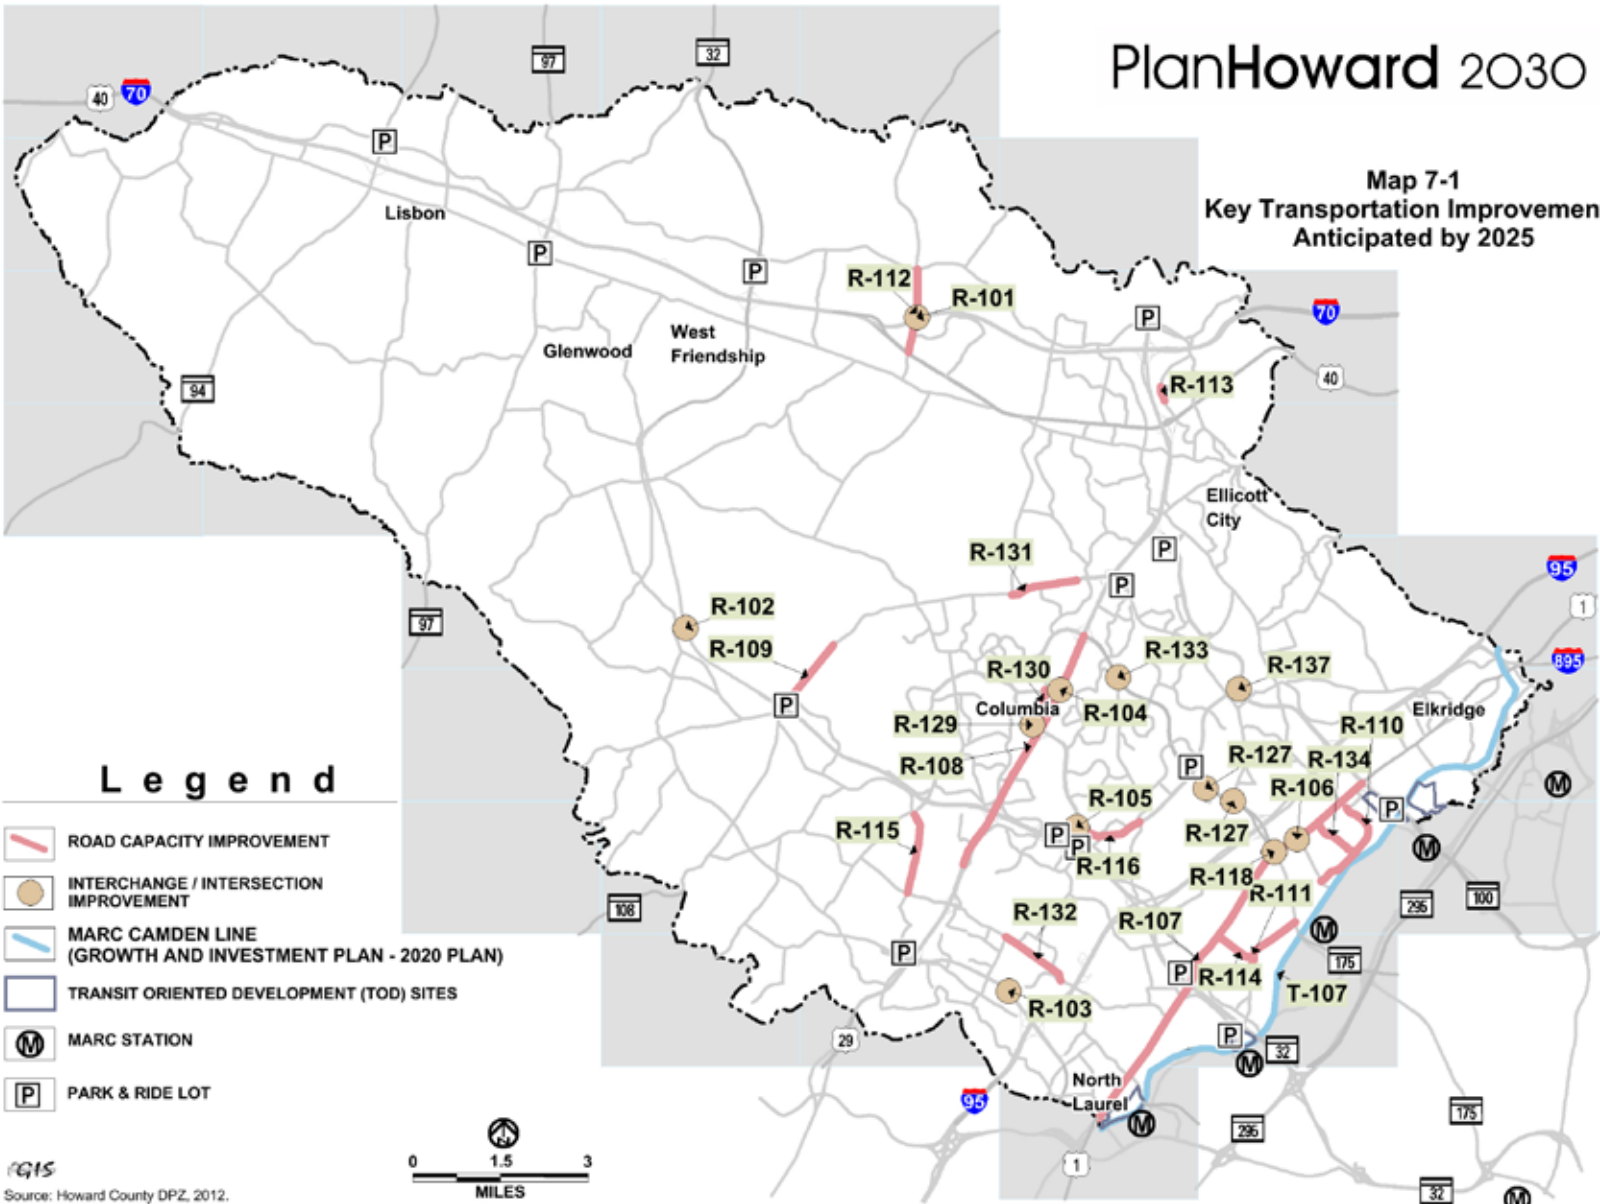 PlanHoward 2030
Map 7-1
Key Transportation Improvemen
Anticipated by 2025
97
32
40
70
P
Lisbon
P
P
R-112
R-101
P
70
West
Friendship
Glenwood
40
94
R-113
Ellicott
City
R-131
P
P
95
1
97
R-102
R-109
895
R-133
R-137
R-130
Columbia
R-104
P
Elkridge
R-129
R-110
R-108
R-127
R-134
P
R-106
M
R-105
P
R-115
R-127
P
P
M
R-116
R-118
R-111
108
295
100
R-132
R-107
M
P
175
P
R-114
T-107
R-103
29
P
32
M
North
Laurel
95
M
175
295
1
32
M
Legend
ROAD CAPACITY IMPROVEMENT
INTERCHANGE / INTERSECTION
IMPROVEMENT
MARC CAMDEN LINE
(GROWTH AND INVESTMENT PLAN - 2020 PLAN)
TRANSIT ORIENTED DEVELOPMENT (TOD) SITES
M
MARC STATION
P
PARK & RIDE LOT
N
0 1.5 3
MILES
GIS
Source: Howard County DPZ, 2012.